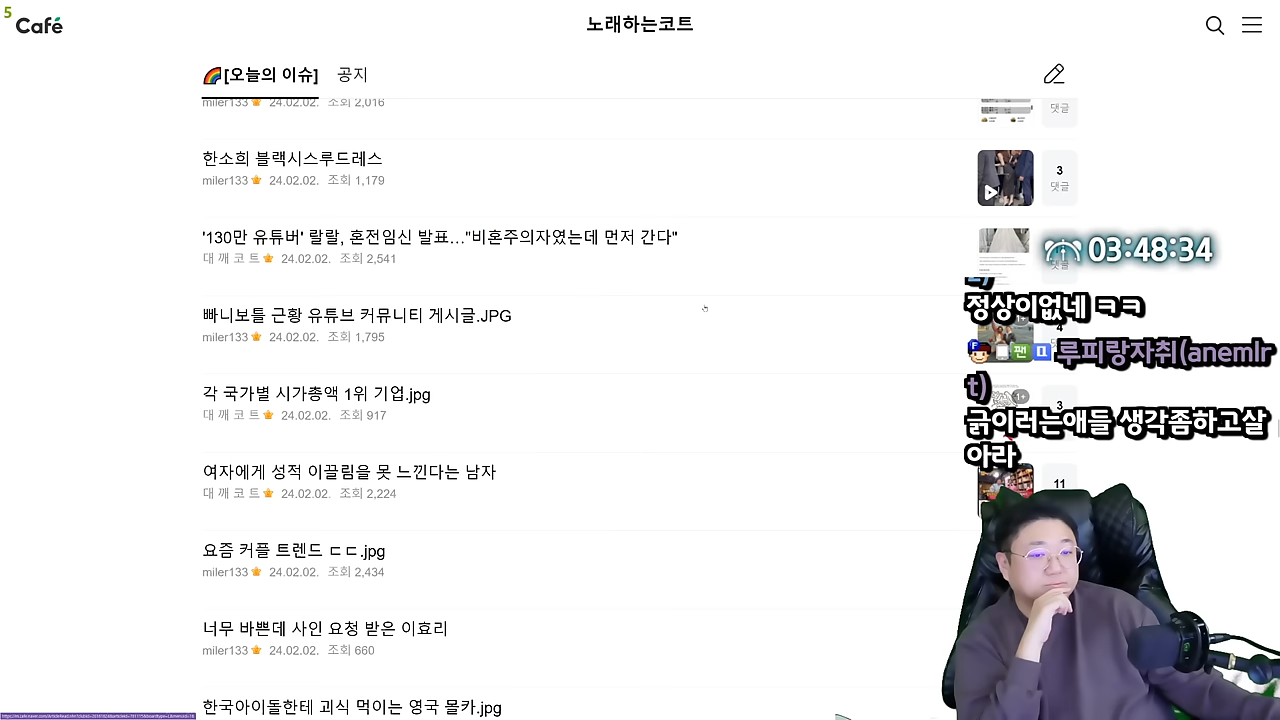 5
Café
노래하는코트
🌈[오늘의 이슈] 공지
miler133 24.02.02. 조회 2,016
댓글
한소희 블랙시스루드레스
miler133 24.02.02. 조회 1,179
3
댓글
'130만 유튜버' 랄랄, 혼전임신 발표…"비혼주의자였는데 먼저 간다"
대 깨 코 트 24.02.02. 조회 2,541
03:48:34
정상이없네 ㅋㅋ
빠니보틀 근황 유튜브 커뮤니티 게시글.JPG
miler133 24.02.02. 조회 1,795
4
팬
루피랑자취(anemlr
t)
각 국가별 시가총액 1위 기업.jpg
대 깨 코 트 24.02.02. 조회 917
+1
3
긁이러는애들 생각좀하고살
아라
여자에게 성적 이끌림을 못 느낀다는 남자
대 깨 코 트 24.02.02. 조회 2,224
11
요즘 커플 트렌드 ㄷㄷ.jpg
miler133 24.02.02. 조회 2,434
너무 바쁜데 사인 요청 받은 이효리
miler133 24.02.02. 조회 660
한국아이돌한테 괴식 먹이는 영국 몰카.jpg